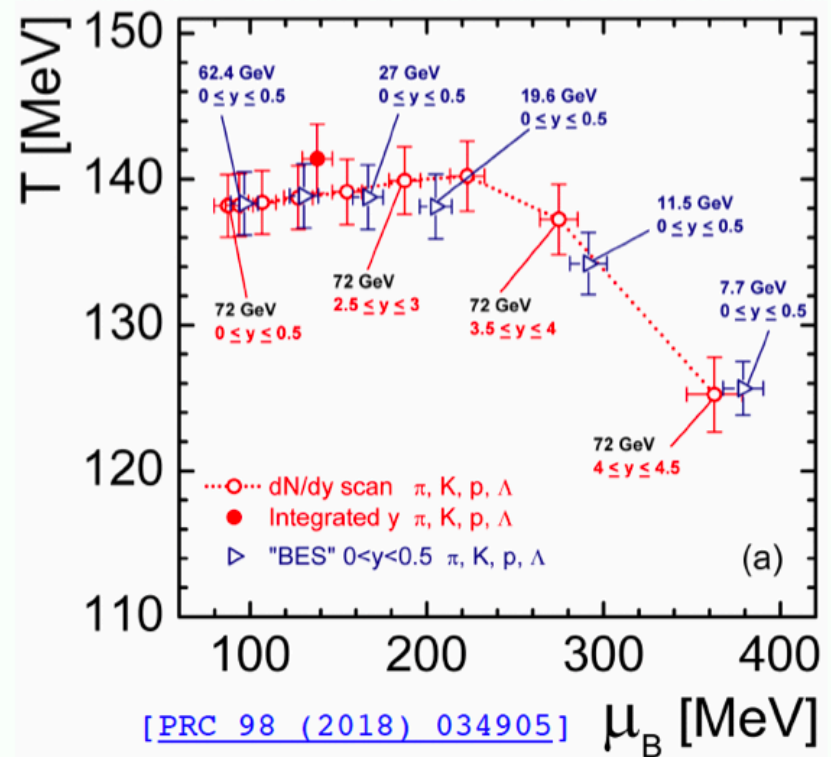 T [MeV]
150
140
130
120
110
62.4 GeV
0 ≤ y ≤ 0.5
27 GeV
0 ≤ y ≤ 0.5
19.6 GeV
0 ≤ y ≤ 0.5
11.5 GeV
0 ≤ y ≤ 0.5
7.7 GeV
0 ≤ y ≤ 0.5
72 GeV
0 ≤ y ≤ 0.5
72 GeV
2.5 ≤ y ≤ 3
72 GeV
3.5 ≤ y ≤ 4
72 GeV
4 ≤ y ≤ 4.5
dN/dy scan π, K, p, Λ
Integrated y π, K, p, Λ
"BES" 0<y<0.5 π, K, p, Λ
(a)
100 200 300 400
[PRC 98 (2018) 034905] μ_B [MeV]